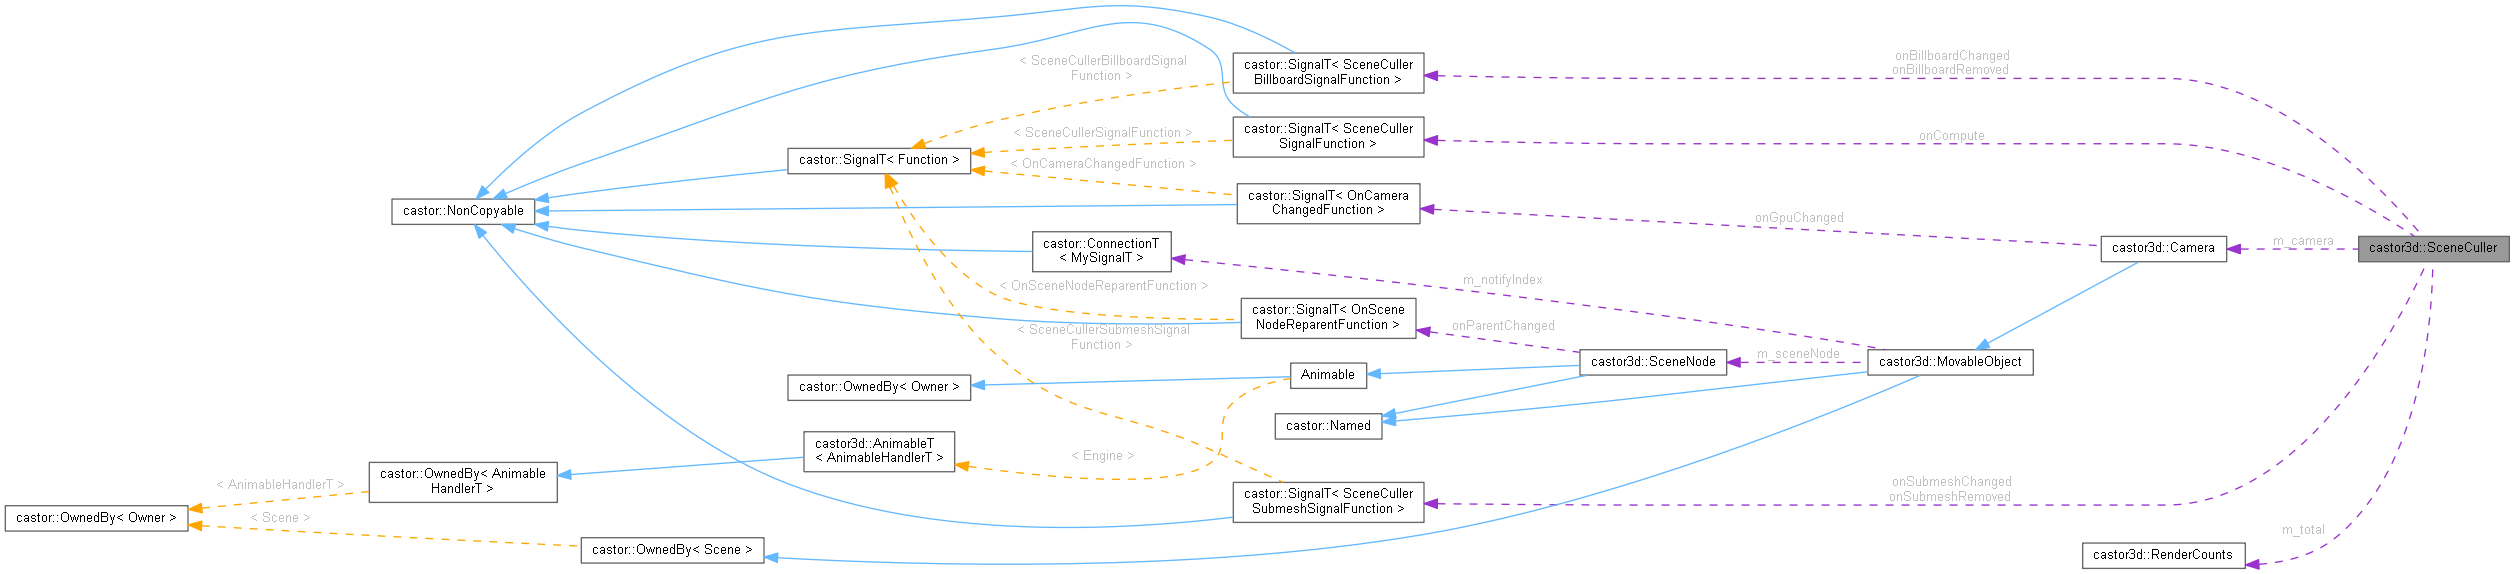 castor::SignalT< SceneCuller
BillboardSignalFunction >
onBillboardChanged
onBillboardRemoved
< SceneCullerBillboardSignal
Function >
castor::SignalT< SceneCuller
SignalFunction >
onCompute
< SceneCullerSignalFunction >
castor::SignalT< Function >
< OnCameraChangedFunction >
castor::SignalT< OnCamera
ChangedFunction >
onGpuChanged
castor::NonCopyable
castor::ConnectionT
< MySignalT >
castor3d::Camera
m_camera
castor3d::SceneCuller
m_notifyIndex
< OnSceneNodeReparentFunction >
castor::SignalT< OnScene
NodeReparentFunction >
< SceneCullerSubmeshSignal
Function >
onParentChanged
castor3d::SceneNode
m_sceneNode
castor3d::MovableObject
castor::OwnedBy< Owner >
Animable
castor::Named
castor3d::AnimableT
< AnimableHandlerT >
< Engine >
castor::OwnedBy< Animable
HandlerT >
< AnimableHandlerT >
castor::OwnedBy< Owner >
< Scene >
castor::SignalT< SceneCuller
SubmeshSignalFunction >
onSubmeshChanged
onSubmeshRemoved
castor::OwnedBy< Scene >
m_total
castor3d::RenderCounts